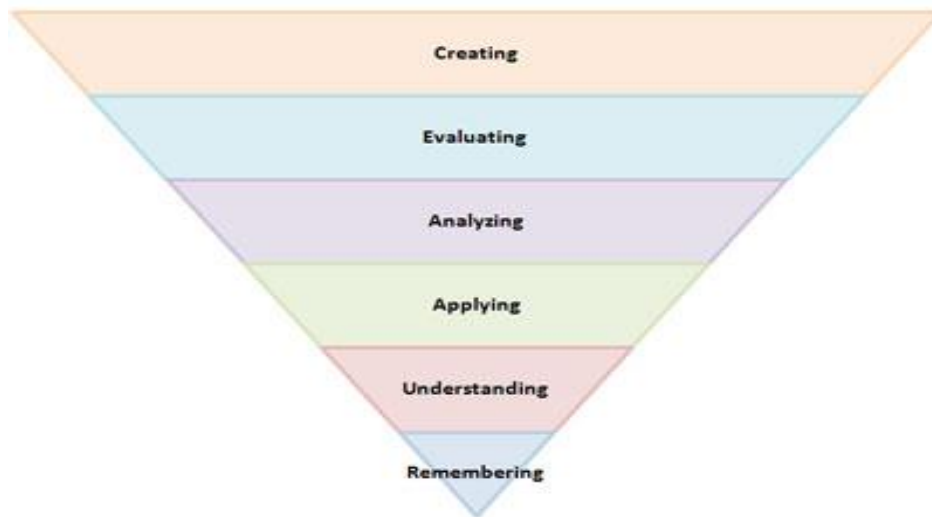 Creating
Evaluating
Analyzing
Applying
Understanding
Remembering